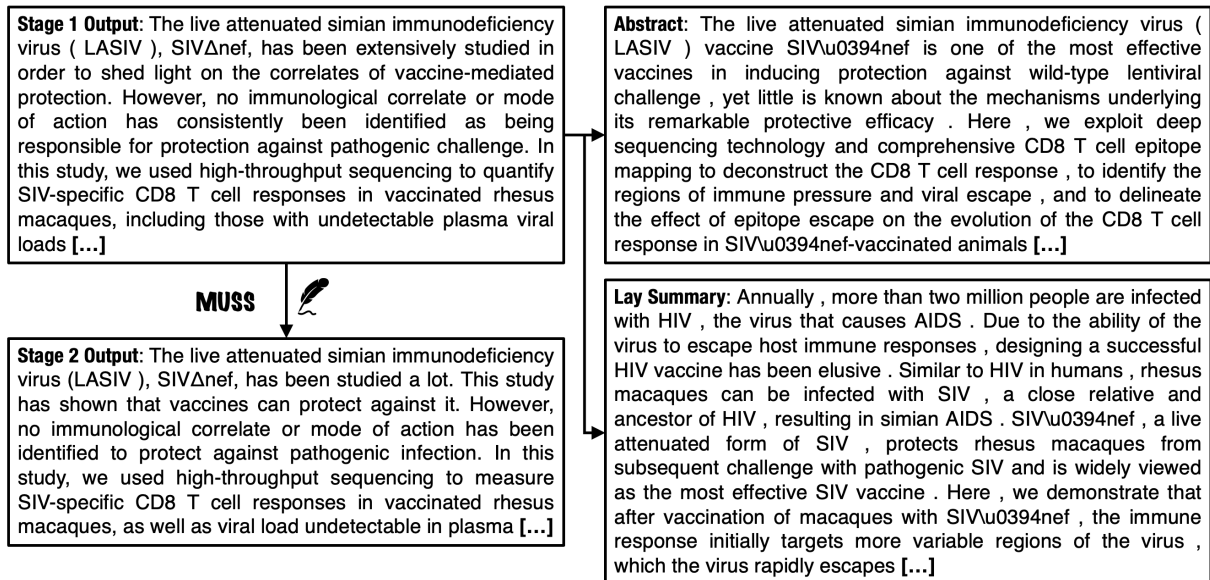 Stage 1 Output: The live attenuated simian immunodeficiency
virus ( LASIV ), SIVΔnef, has been extensively studied in
order to shed light on the correlates of vaccine-mediated
protection. However, no immunological correlate or mode
of action has consistently been identified as being
responsible for protection against pathogenic challenge. In
this study, we used high-throughput sequencing to quantify
SIV-specific CD8 T cell responses in vaccinated rhesus
macaques, including those with undetectable plasma viral
loads [...]
MUSS
Stage 2 Output: The live attenuated simian immunodeficiency
virus (LASIV ), SIVΔnef, has been studied a lot. This study
has shown that vaccines can protect against it. However,
no immunological correlate or mode of action has been
identified to protect against pathogenic infection. In this
study, we used high-throughput sequencing to measure
SIV-specific CD8 T cell responses in vaccinated rhesus
macaques, as well as viral load undetectable in plasma [...]
Abstract: The live attenuated simian immunodeficiency virus (
LASIV ) vaccine SIV\u0394nef is one of the most effective
vaccines in inducing protection against wild-type lentiviral
challenge , yet little is known about the mechanisms underlying
its remarkable protective efficacy . Here , we exploit deep
sequencing technology and comprehensive CD8 T cell epitope
mapping to deconstruct the CD8 T cell response , to identify the
regions of immune pressure and viral escape , and to delineate
the effect of epitope escape on the evolution of the CD8 T cell
response in SIV\u0394nef-vaccinated animals [...]
Lay Summary: Annually , more than two million people are infected
with HIV , the virus that causes AIDS . Due to the ability of the
virus to escape host immune responses , designing a successful
HIV vaccine has been elusive . Similar to HIV in humans , rhesus
macaques can be infected with SIV , a close relative and
ancestor of HIV , resulting in simian AIDS . SIV\u0394nef , a live
attenuated form of SIV , protects rhesus macaques from
subsequent challenge with pathogenic SIV and is widely viewed
as the most effective SIV vaccine . Here , we demonstrate that
after vaccination of macaques with SIV\u0394nef , the immune
response initially targets more variable regions of the virus ,
which the virus rapidly escapes [...]